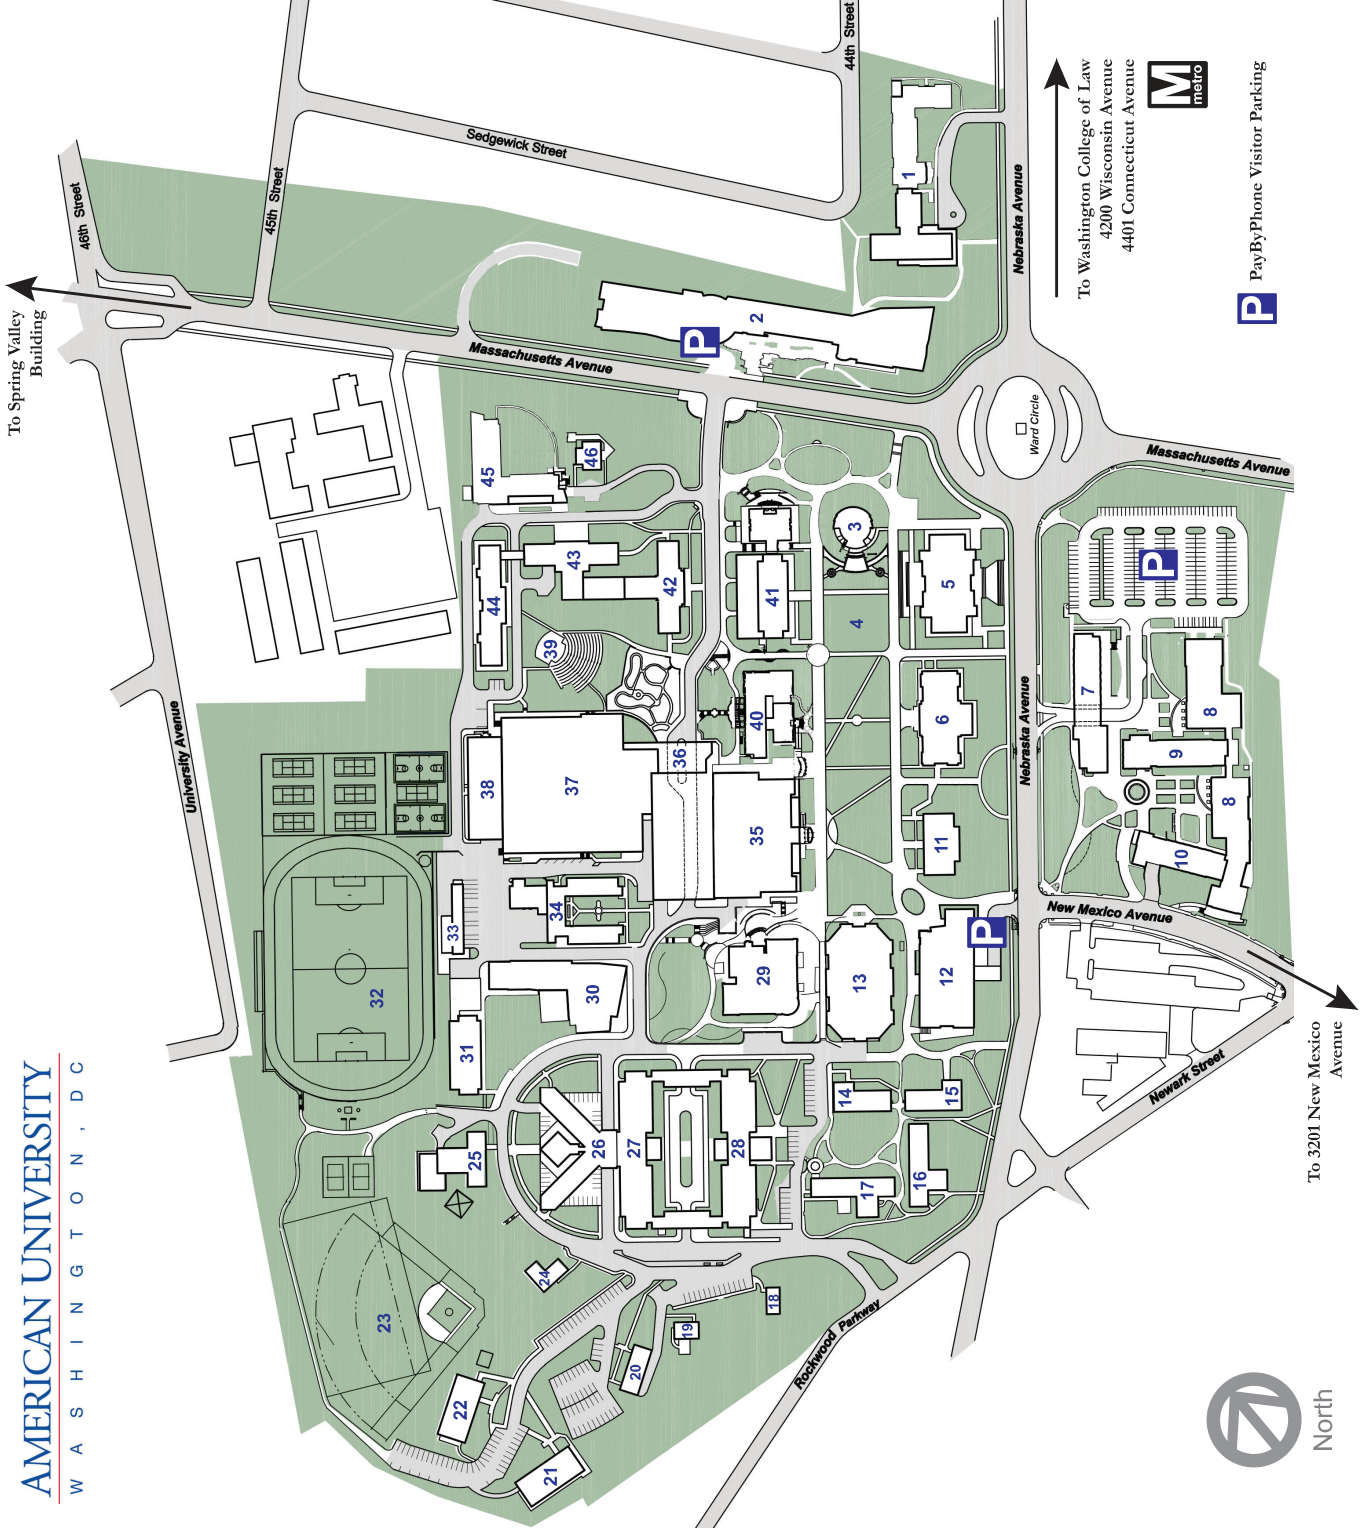 AMERICAN UNIVERSITY
WASHINGTON, DC
To Spring Valley
Building
46th Street
45th Street
44th Street
Sedgewick Street
Massachusetts Avenue
Nebraska Avenue
To Washington College of Law
4200 Wisconsin Avenue
4401 Connecticut Avenue
M
metro
P PayByPhone Visitor Parking
Ward Circle
Massachusetts Avenue
University Avenue
Nebraska Avenue
New Mexico Avenue
Newark Street
To 3201 New Mexico
Avenue
Rockwood Parkway
North
P
P
P
1
2
3
4
5
6
7
8
8
9
10
11
12
13
14
15
16
17
18
19
20
21
22
23
24
25
26
27
28
29
30
31
32
33
34
35
36
37
38
39
40
41
42
43
44
45
46